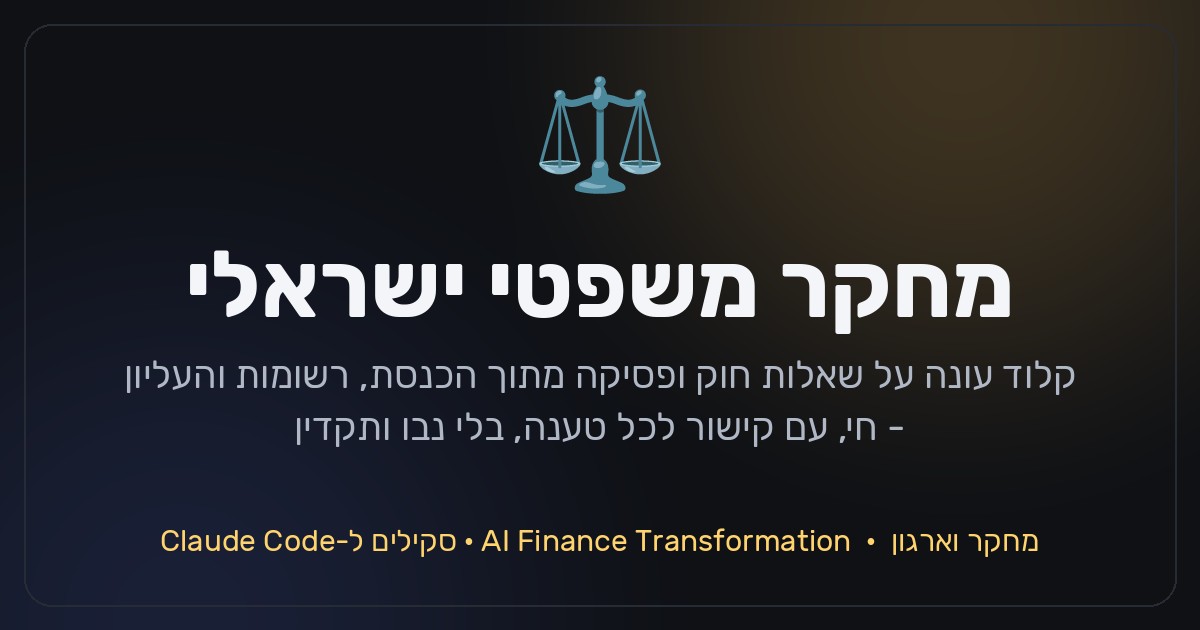 מחקר משפטי ישראלי
קלוד עונה על שאלות חוק ופסיקה מתוך הכנסת, רשומות והעליון
- חי, עם קישור לכל טענה, בלי נבו ותקדין
מחקר וארגון • AI Finance Transformation • סקילים ל-Claude Code